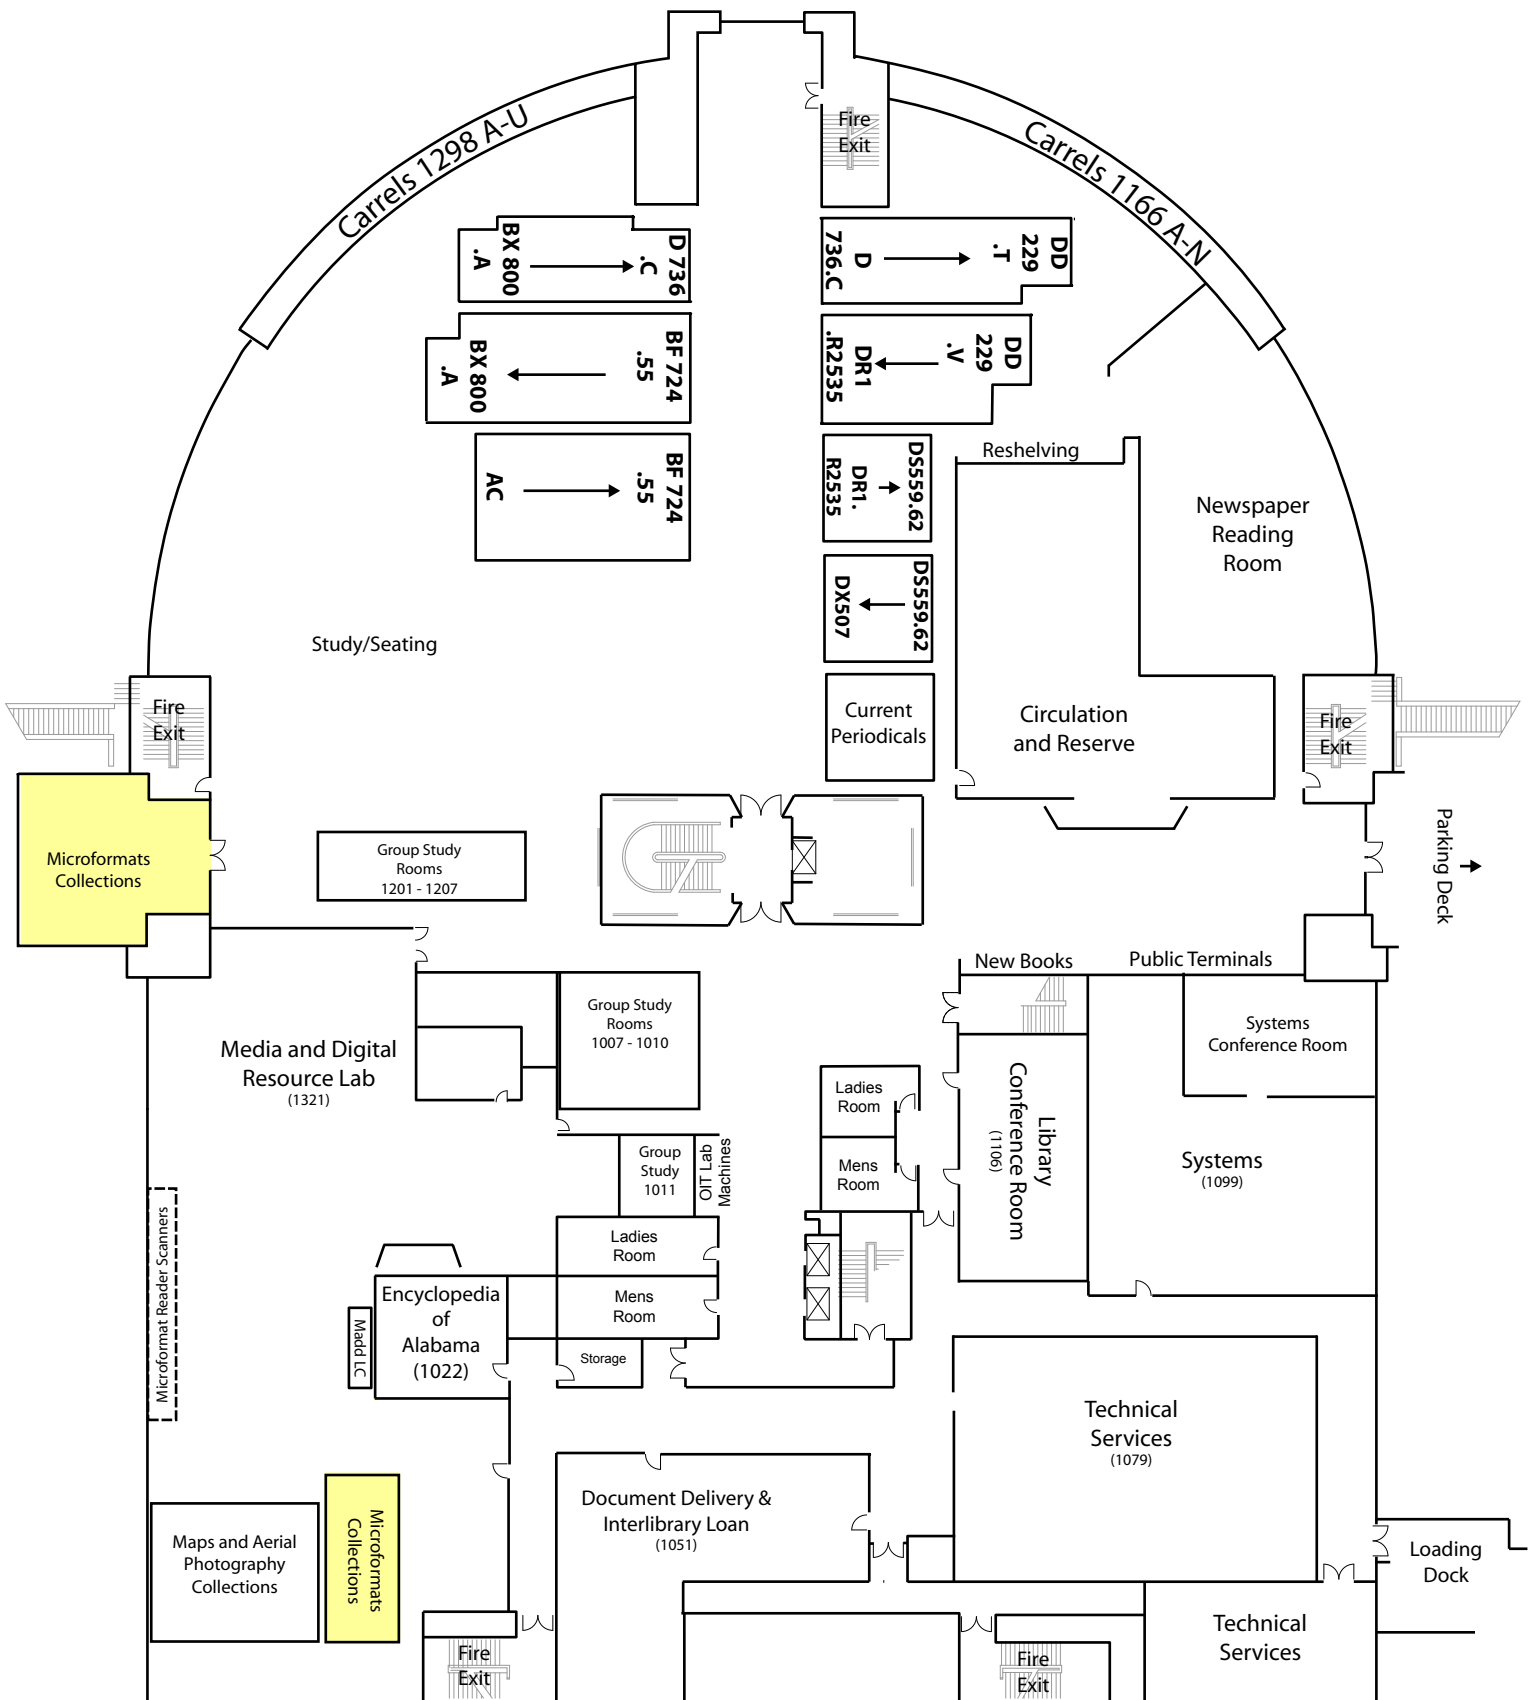 Carrels 1298 A-U
Fire
Exit
Carrels 1166 A-N
BX 800
.A
D 736
.C
D
736.C
DD
229
.T
BX 800
.A
BF 724
.55
DR1
.R2535
DD
229
.V
AC
BF 724
.55
DR1.
R2535
DS559.62
Reshelving
Newspaper
Reading
Room
DX507
DS559.62
Study/Seating
Fire
Exit
Current
Periodicals
Circulation
and Reserve
Fire
Exit
Microformats
Collections
Group Study
Rooms
1201 - 1207
Parking Deck
New Books
Public Terminals
Group Study
Rooms
1007 - 1010
Systems
Conference Room
Media and Digital
Resource Lab
(1321)
Ladies
Room
Library
Conference Room
(1106)
Group
Study
1011
OIT Lab
Machines
Mens
Room
Systems
(1099)
Microformat Reader Scanners
Ladies
Room
Encyclopedia
of
Alabama
(1022)
Mens
Room
Madd LC
Storage
Technical
Services
(1079)
Document Delivery &
Interlibrary Loan
(1051)
Maps and Aerial
Photography
Collections
Microformats
Collections
Loading
Dock
Technical
Services
Fire
Exit
Fire
Exit